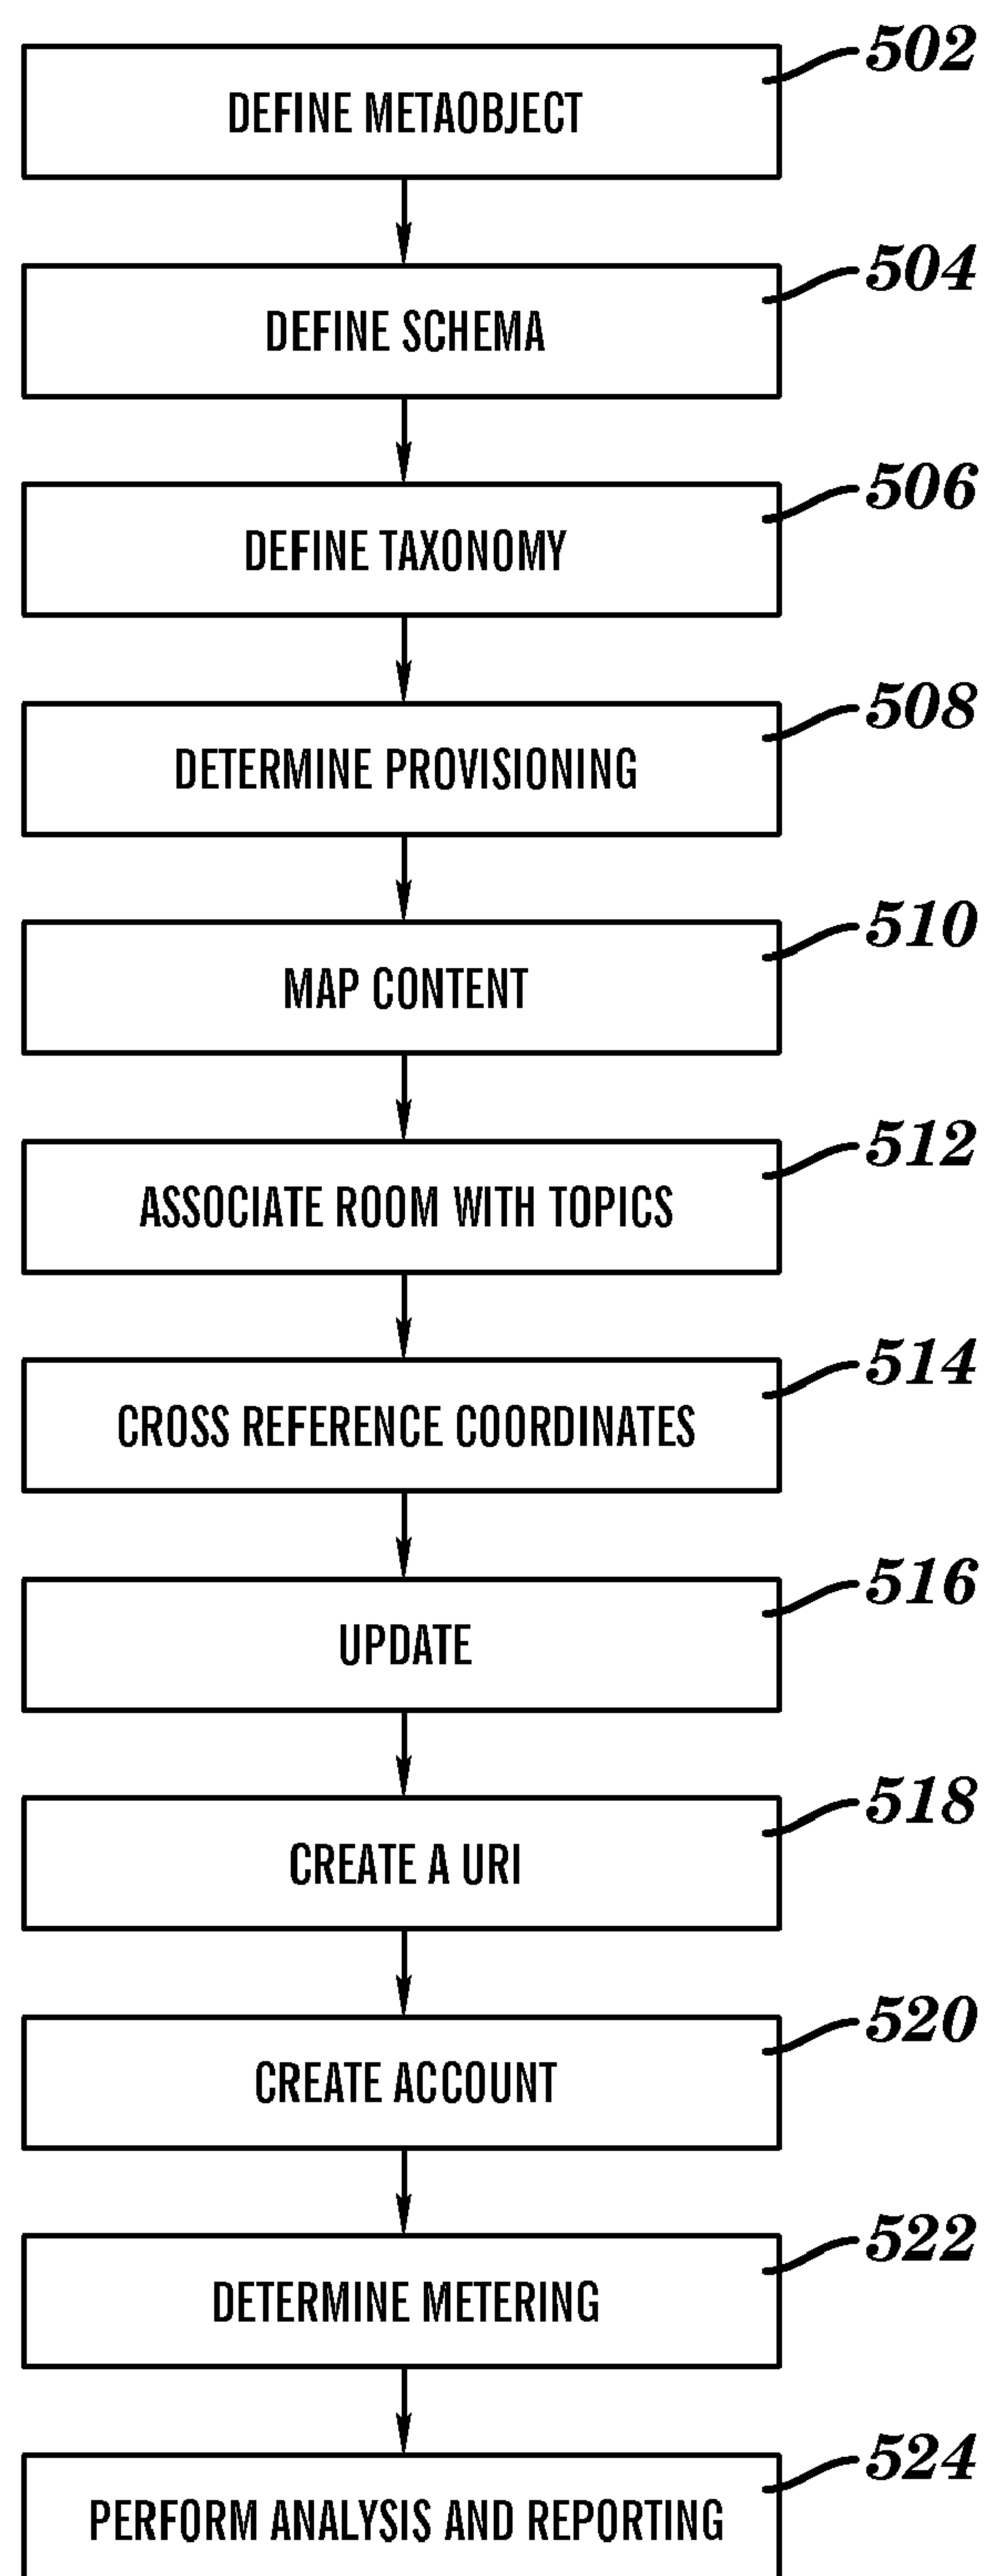 502
DEFINE METAOBJECT
504
DEFINE SCHEMA
506
DEFINE TAXONOMY
508
DETERMINE PROVISIONING
510
MAP CONTENT
512
ASSOCIATE ROOM WITH TOPICS
514
CROSS REFERENCE COORDINATES
516
UPDATE
518
CREATE A URI
520
CREATE ACCOUNT
522
DETERMINE METERING
524
PERFORM ANALYSIS AND REPORTING